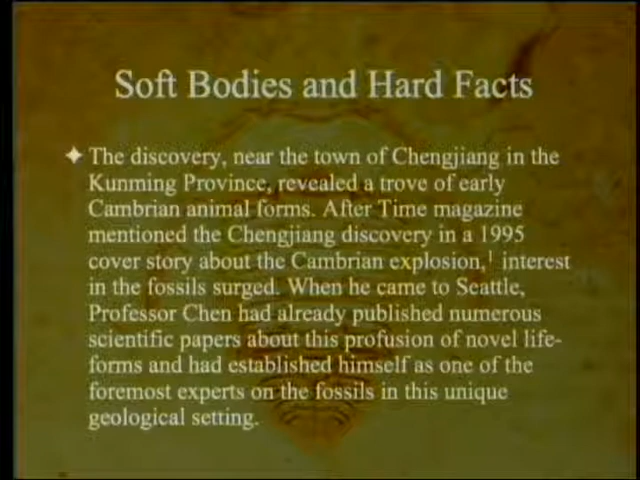 Soft Bodies and Hard Facts
✦ The discovery, near the town of Chengjiang in the
Kunming Province, revealed a trove of early
Cambrian animal forms. After Time magazine
mentioned the Chengjiang discovery in a 1995
cover story about the Cambrian explosion,¹ interest
in the fossils surged. When he came to Seattle,
Professor Chen had already published numerous
scientific papers about this profusion of novel life-
forms and had established himself as one of the
foremost experts on the fossils in this unique
geological setting.